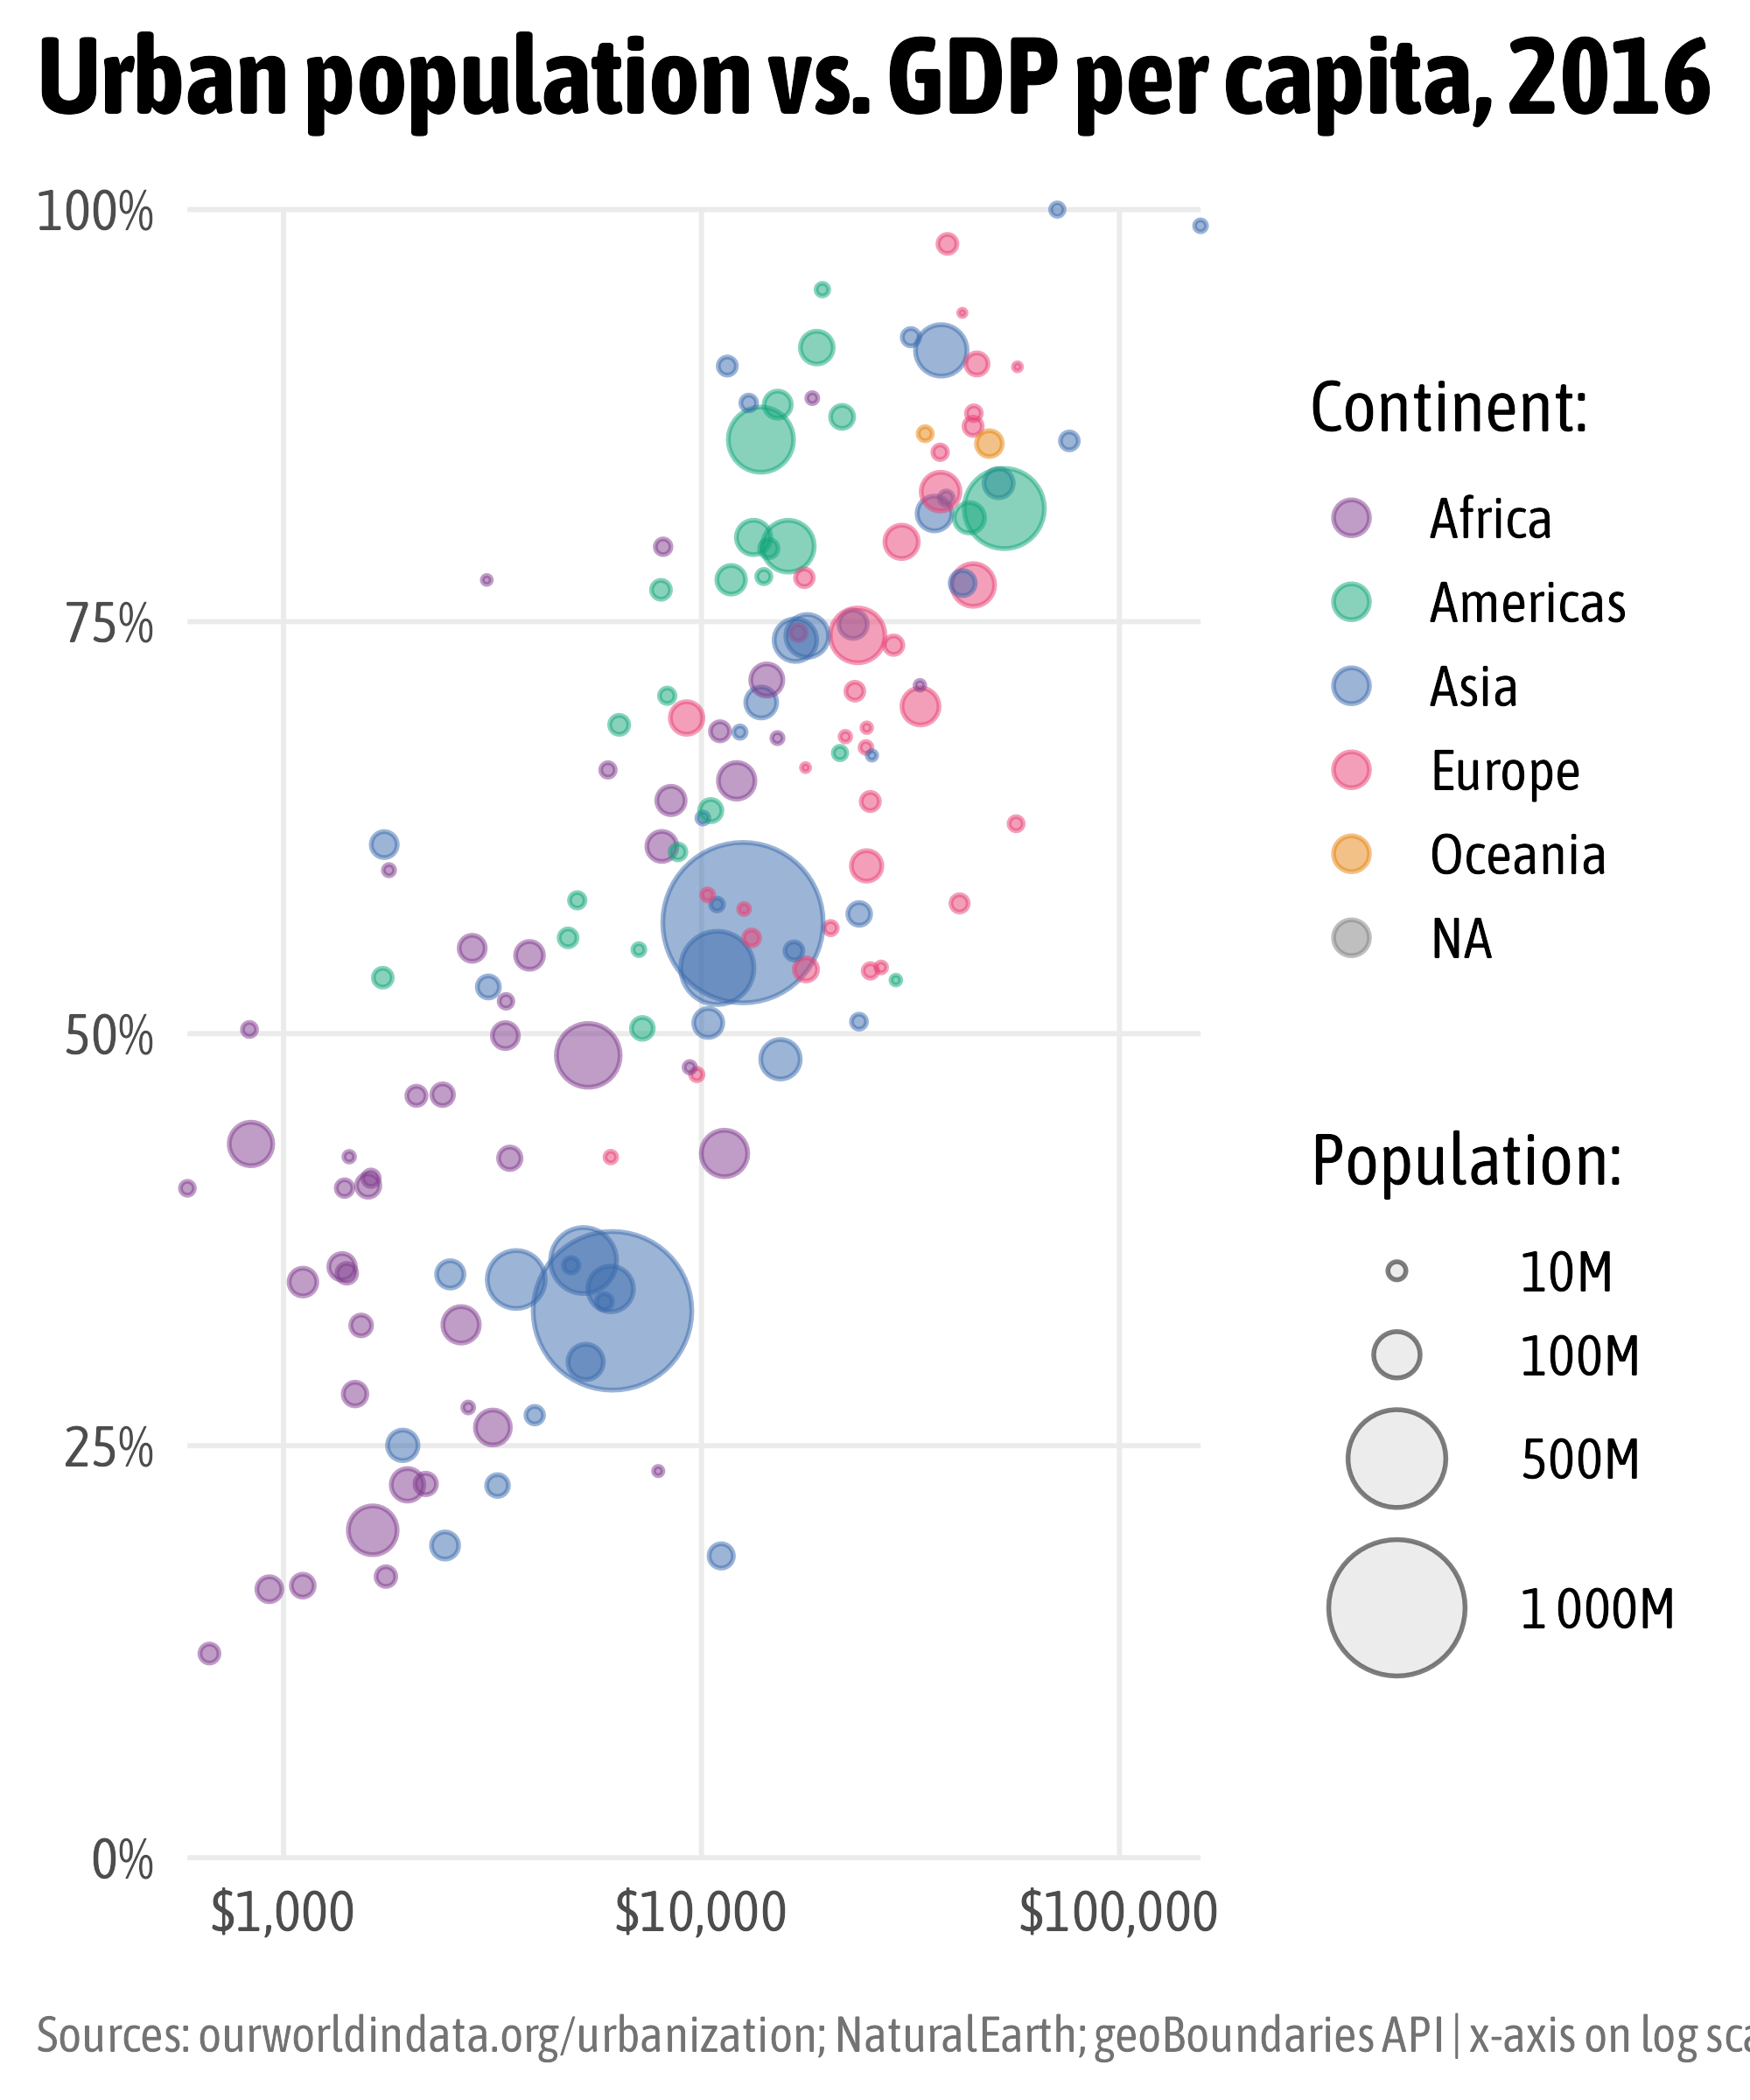 Urban population vs. GDP per capita, 2016
100%
75%
50%
25%
0%
$1,000
$10,000
$100,000
Continent:
Africa
Americas
Asia
Europe
Oceania
NA
Population:
10M
100M
500M
1 000M
Sources: ourworldindata.org/urbanization; NaturalEarth; geoBoundaries API | x-axis on log